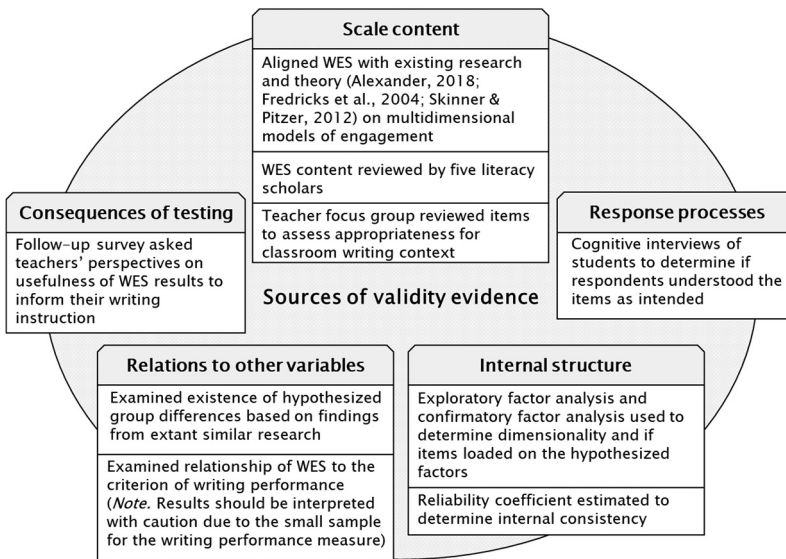 Scale content
Aligned WES with existing research
and theory (Alexander, 2018;
Fredricks et al., 2004; Skinner &
Pitzer, 2012) on multidimensional
models of engagement
WES content reviewed by five literacy
scholars
Teacher focus group reviewed items
to assess appropriateness for
classroom writing context
Consequences of testing
Follow-up survey asked
teachers' perspectives on
usefulness of WES results to
inform their writing
instruction
Response processes
Cognitive interviews of
students to determine if
respondents understood the
items as intended
Sources of validity evidence
Relations to other variables
Examined existence of hypothesized
group differences based on findings
from extant similar research
Examined relationship of WES to the
criterion of writing performance
(Note. Results should be interpreted
with caution due to the small sample
for the writing performance measure)
Internal structure
Exploratory factor analysis and
confirmatory factor analysis used to
determine dimensionality and if
items loaded on the hypothesized
factors
Reliability coefficient estimated to
determine internal consistency